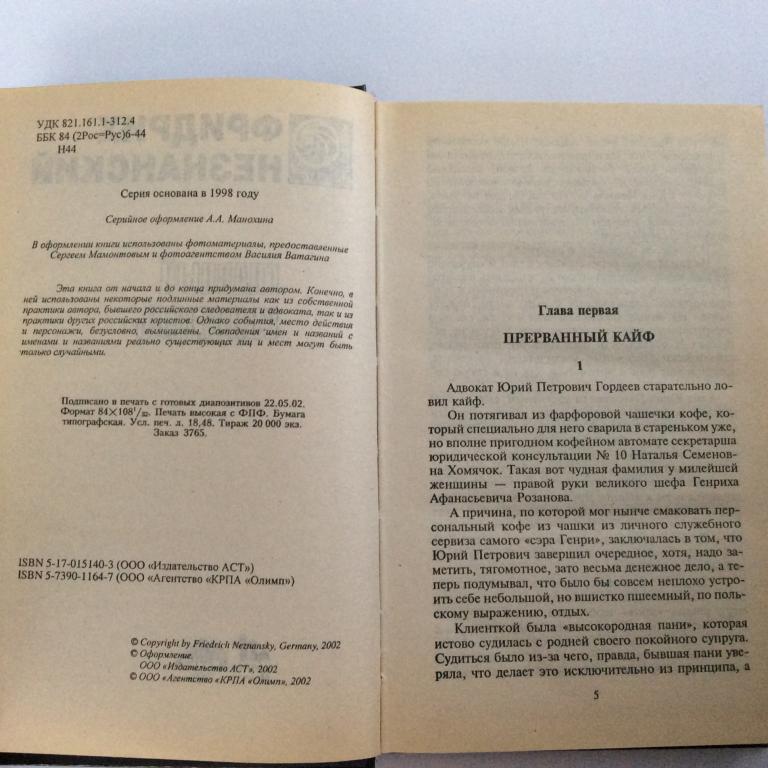 УДК 821.161.1-312.4
ББК 84 (2Рос=Рус)6-44
Н44
Серия основана в 1998 году
Серийное оформление А.А. Манохина
В оформлении книги использованы фотоматериалы, предоставленные
Сергеем Мамонтовым и фотоагентством Василия Ватагина
Эта книга от начала и до конца придумана автором. Конечно, в
ней использованы некоторые подлинные материалы как из собственной
практики автора, бывшего российского следователя и адвоката, так и из
практики других российских юристов. Однако события, место действия
и персонажи, безусловно, вымышлены. Совпадения имен и названий с
именами и названиями реально существующих лиц и мест могут быть
только случайными.
Подписано в печать с готовых диапозитивов 22.05.02.
Формат 84×108¹/₃₂. Печать высокая с ФПФ. Бумага
типографская. Усл. печ. л. 18,48. Тираж 20 000 экз.
Заказ 3765.
ISBN 5-17-015140-3 (ООО «Издательство АСТ»)
ISBN 5-7390-1164-7 (ООО «Агентство «КРПА «Олимп»)
© Copyright by Friedrich Neznansky, Germany, 2002
© Оформление.
ООО «Издательство АСТ», 2002
© ООО «Агентство «КРПА «Олимп», 2002
Глава первая
ПРЕРВАННЫЙ КАЙФ
1
Адвокат Юрий Петрович Гордеев старательно ло-
вил кайф.
Он потягивал из фарфоровой чашечки кофе, ко-
торый специально для него сварила в стареньком уже,
но вполне пригодном кофейном автомате секретарша
юридической консультации № 10 Наталья Семенов-
на Хомячок. Такая вот чудная фамилия у милейшей
женщины — правой руки великого шефа Генриха
Афанасьевича Розанова.
А причина, по которой мог нынче смаковать пер-
сональный кофе из чашки из личного служебного
сервиза самого «сэра Генри», заключалась в том, что
Юрий Петрович завершил очередное, хотя, надо за-
метить, тягомотное, зато весьма денежное дело, а те-
перь подумывал, что было бы совсем неплохо устро-
ить себе небольшой, но вшистко пшеемный, по поль-
скому выражению, отдых.
Клиенткой была «высокородная пани», которая
истово судилась с родней своего покойного супруга.
Судиться было из-за чего, правда, бывшая пани уве-
ряла, что делает это исключительно из принципа, а
5